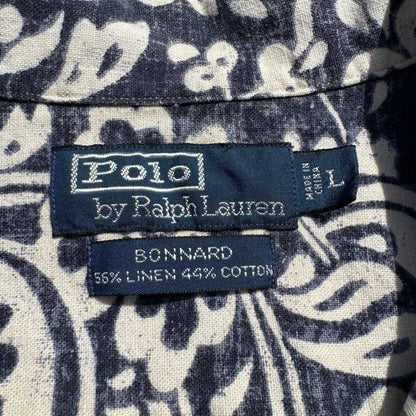 Polo
by Ralph Lauren
MADE IN
CHINA
L
BONNARD
56% LINEN 44% COTTON